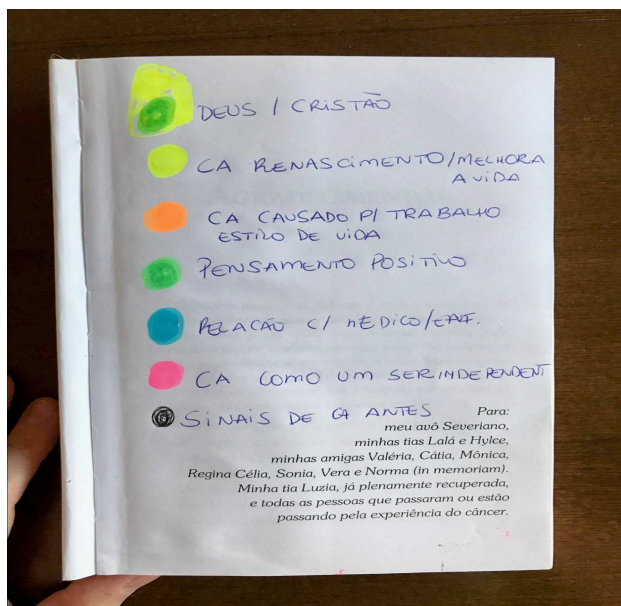 DEUS / CRISTÃO
CA RENASCIMENTO/MELHORA
A VIDA
CA CAUSADO P/ TRABALHO
ESTILO DE VIDA
PENSAMENTO POSITIVO
RELACÃO C/ MÉDICO/
CA COMO UM SER INDEPENDENT
SINAIS DE CA ANTES
Para:
meu avô Severiano,
minhas tias Lalá e Hylce,
minhas amigas Valéria, Cátia, Mônica,
Regina Célia, Sonia, Vera e Norma (in memoriam).
Minha tia Luzia, já plenamente recuperada,
e todas as pessoas que passaram ou estão
passando pela experiência do câncer.